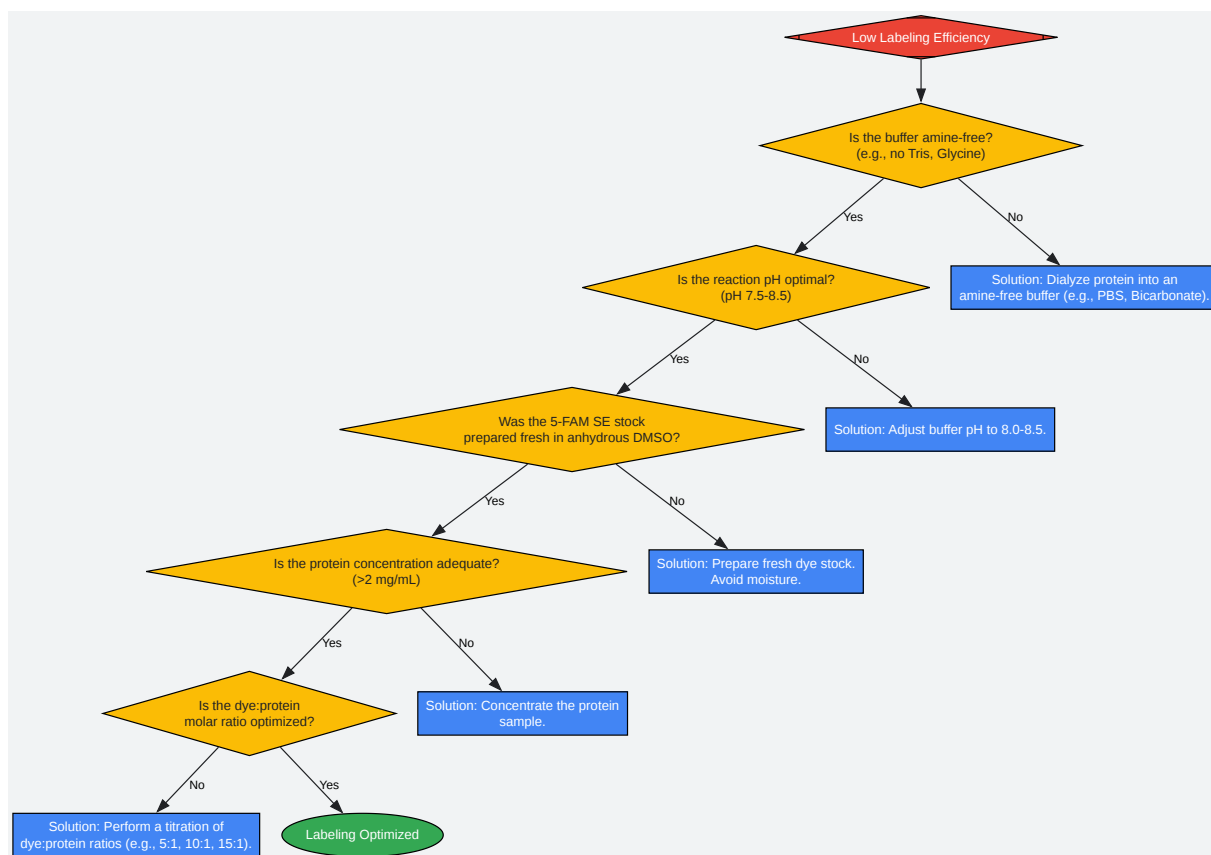 Low Labeling Efficiency
Is the buffer amine-free?
(e.g., no Tris, Glycine)
Yes
No
Is the reaction pH optimal?
(pH 7.5-8.5)
Solution: Dialyze protein into an
amine-free buffer (e.g., PBS, Bicarbonate).
Yes
No
Was the 5-FAM SE stock
prepared fresh in anhydrous DMSO?
Solution: Adjust buffer pH to 8.0-8.5.
Yes
No
Is the protein concentration adequate?
(>2 mg/mL)
Solution: Prepare fresh dye stock.
Avoid moisture.
Yes
No
Is the dye:protein
molar ratio optimized?
Solution: Concentrate the protein
sample.
No
Yes
Solution: Perform a titration of
dye:protein ratios (e.g., 5:1, 10:1, 15:1).
Labeling Optimized